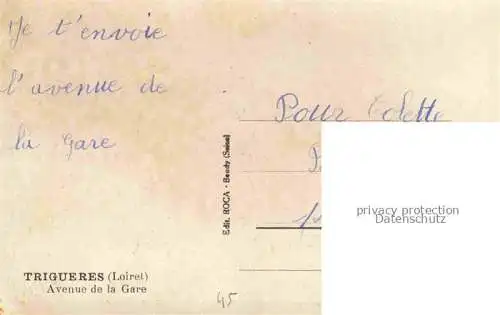 Je t'envoie
l'avenue de
la gare
Pour Colette
Edit. ROCA - Bondy (Seine)
privacy protection
Datenschutz
TRIGUERES (Loiret)
Avenue de la Gare
45